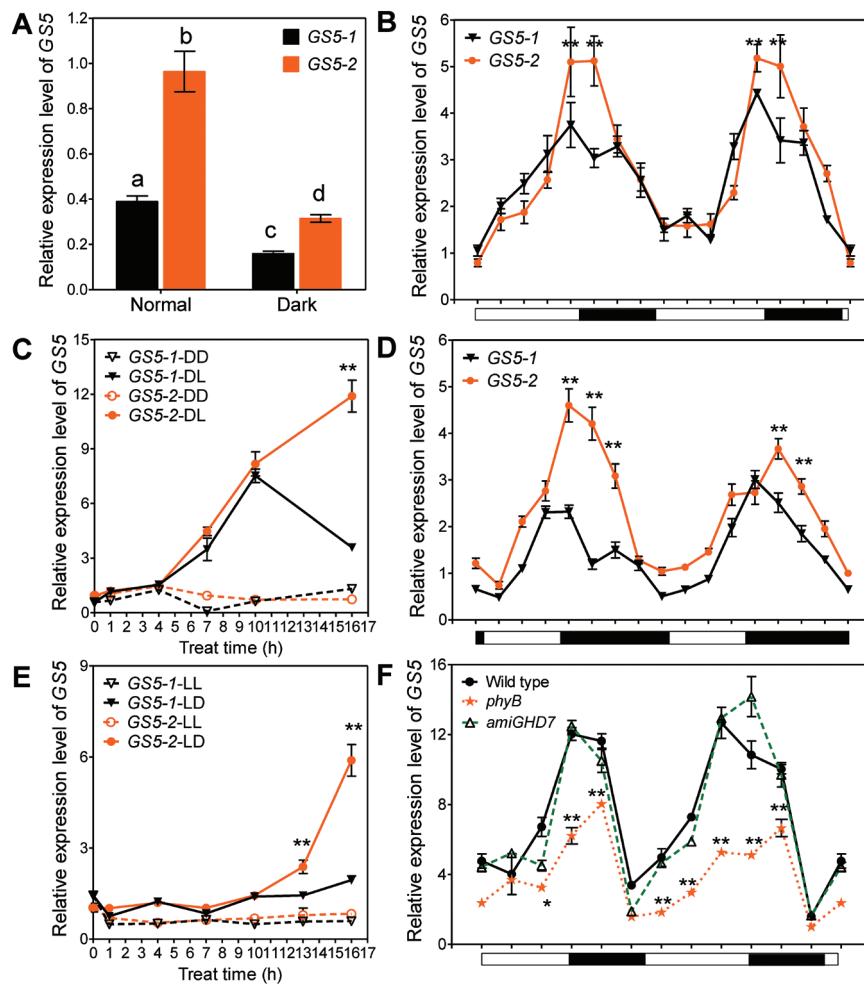 A
Relative expression level of GS5
1.2
1.0
0.8
0.6
0.4
0.2
0.0
a
b
c
d
GS5-1
GS5-2
Normal
Dark
B
Relative expression level of GS5
6
5
4
3
2
1
0
GS5-1
GS5-2
** **
** **
C
Relative expression level of GS5
15
12
9
6
3
0
GS5-1-DD
GS5-1-DL
GS5-2-DD
GS5-2-DL
**
0 1 2 3 4 5 6 7 8 9 10 11 12 13 14 15 16 17
Treat time (h)
D
Relative expression level of GS5
6
5
4
3
2
1
0
GS5-1
GS5-2
**
**
**
**
**
E
Relative expression level of GS5
9
6
3
0
GS5-1-LL
GS5-1-LD
GS5-2-LL
GS5-2-LD
**
**
0 1 2 3 4 5 6 7 8 9 10 11 12 13 14 15 16 17
Treat time (h)
F
Relative expression level of GS5
16
12
8
4
0
Wild type
phyB
amiGHD7
*
**
**
**
**
**
**
**